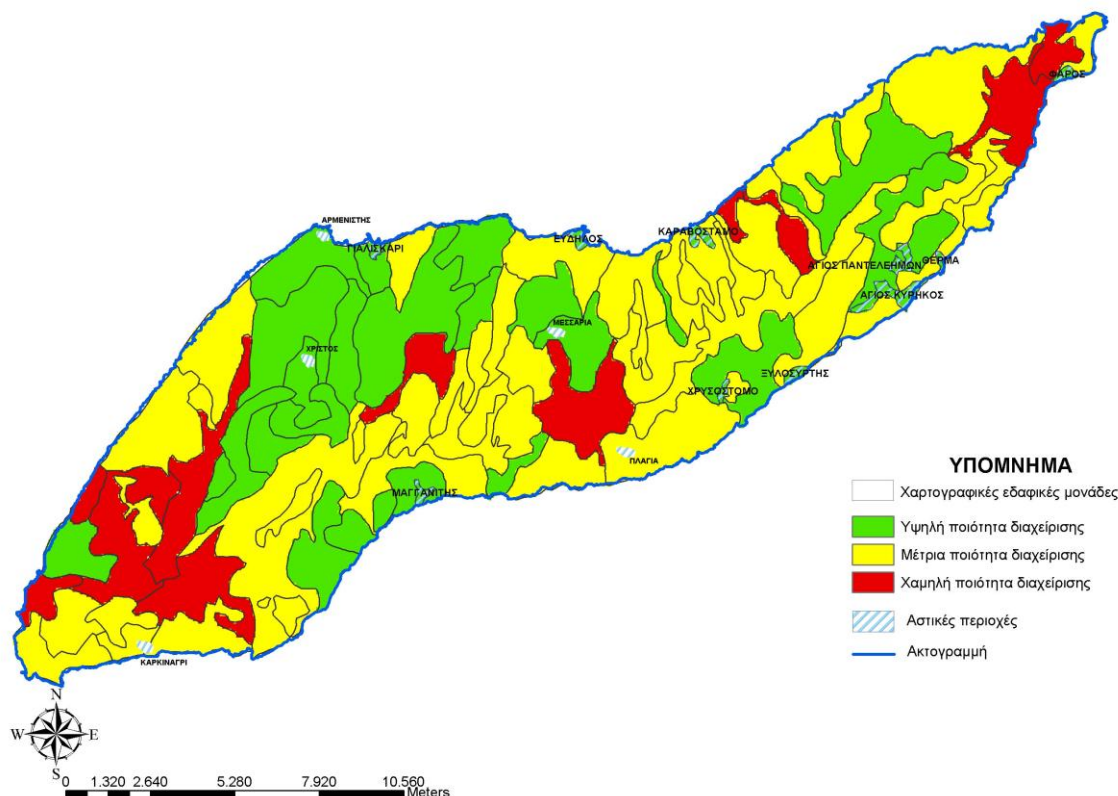 ΦΑΡΟΣ
ΑΡΜΕΝΙΣΤΗΣ
ΓΙΑΛΙΣΚΑΡΙ
ΕΥΔΗΛΟΣ
ΚΑΡΑΒΟΣΤΑΜΟ
ΑΓΙΟΣ ΠΑΝΤΕΛΕΗΜΩΝ
ΘΕΡΜΑ
ΑΓΙΟΣ ΚΥΡΗΚΟΣ
ΜΕΣΣΑΡΙΑ
ΧΡΙΣΤΟΣ
ΞΥΛΟΣΥΡΤΗΣ
ΧΡΥΣΟΣΤΟΜΟ
ΠΛΑΓΙΑ
ΜΑΓΓΑΝΙΤΗΣ
ΚΑΡΚΙΝΑΓΡΙ
ΥΠΟΜΝΗΜΑ
Χαρτογραφικές εδαφικές μονάδες
Υψηλή ποιότητα διαχείρισης
Μέτρια ποιότητα διαχείρισης
Χαμηλή ποιότητα διαχείρισης
Αστικές περιοχές
Ακτογραμμή
N
W E
S
0 1.320 2.640 5.280 7.920 10.560
Meters